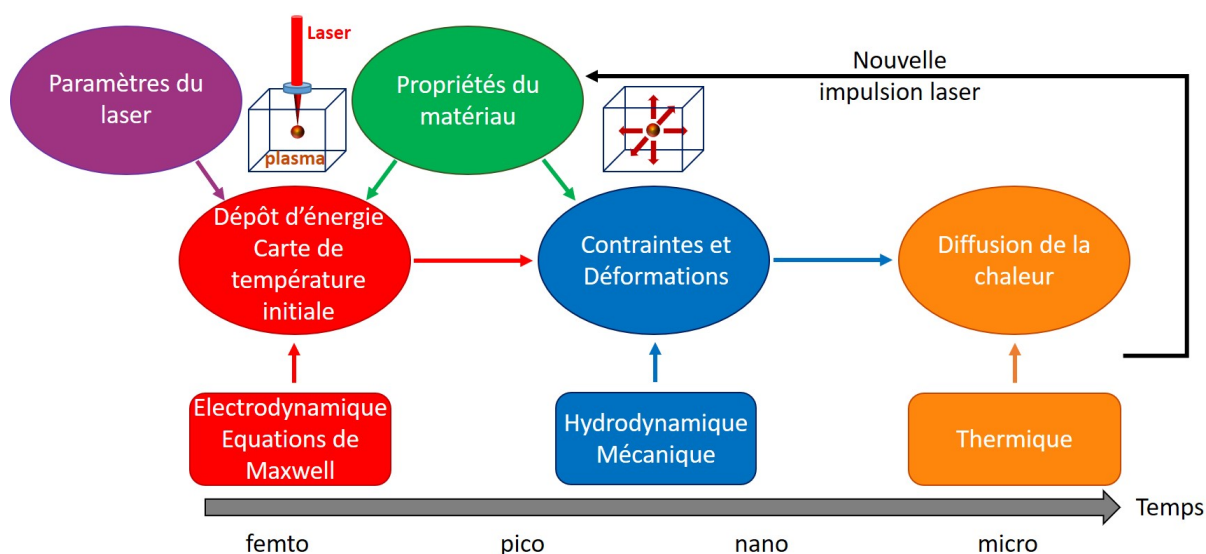 Laser
Paramètres du
laser
plasma
Propriétés du
matériau
Nouvelle
impulsion laser
Dépôt d’énergie
Carte de
température
initiale
Contraintes et
Déformations
Diffusion de la
chaleur
Electrodynamique
Equations de
Maxwell
Hydrodynamique
Mécanique
Thermique
Temps
femto
pico
nano
micro